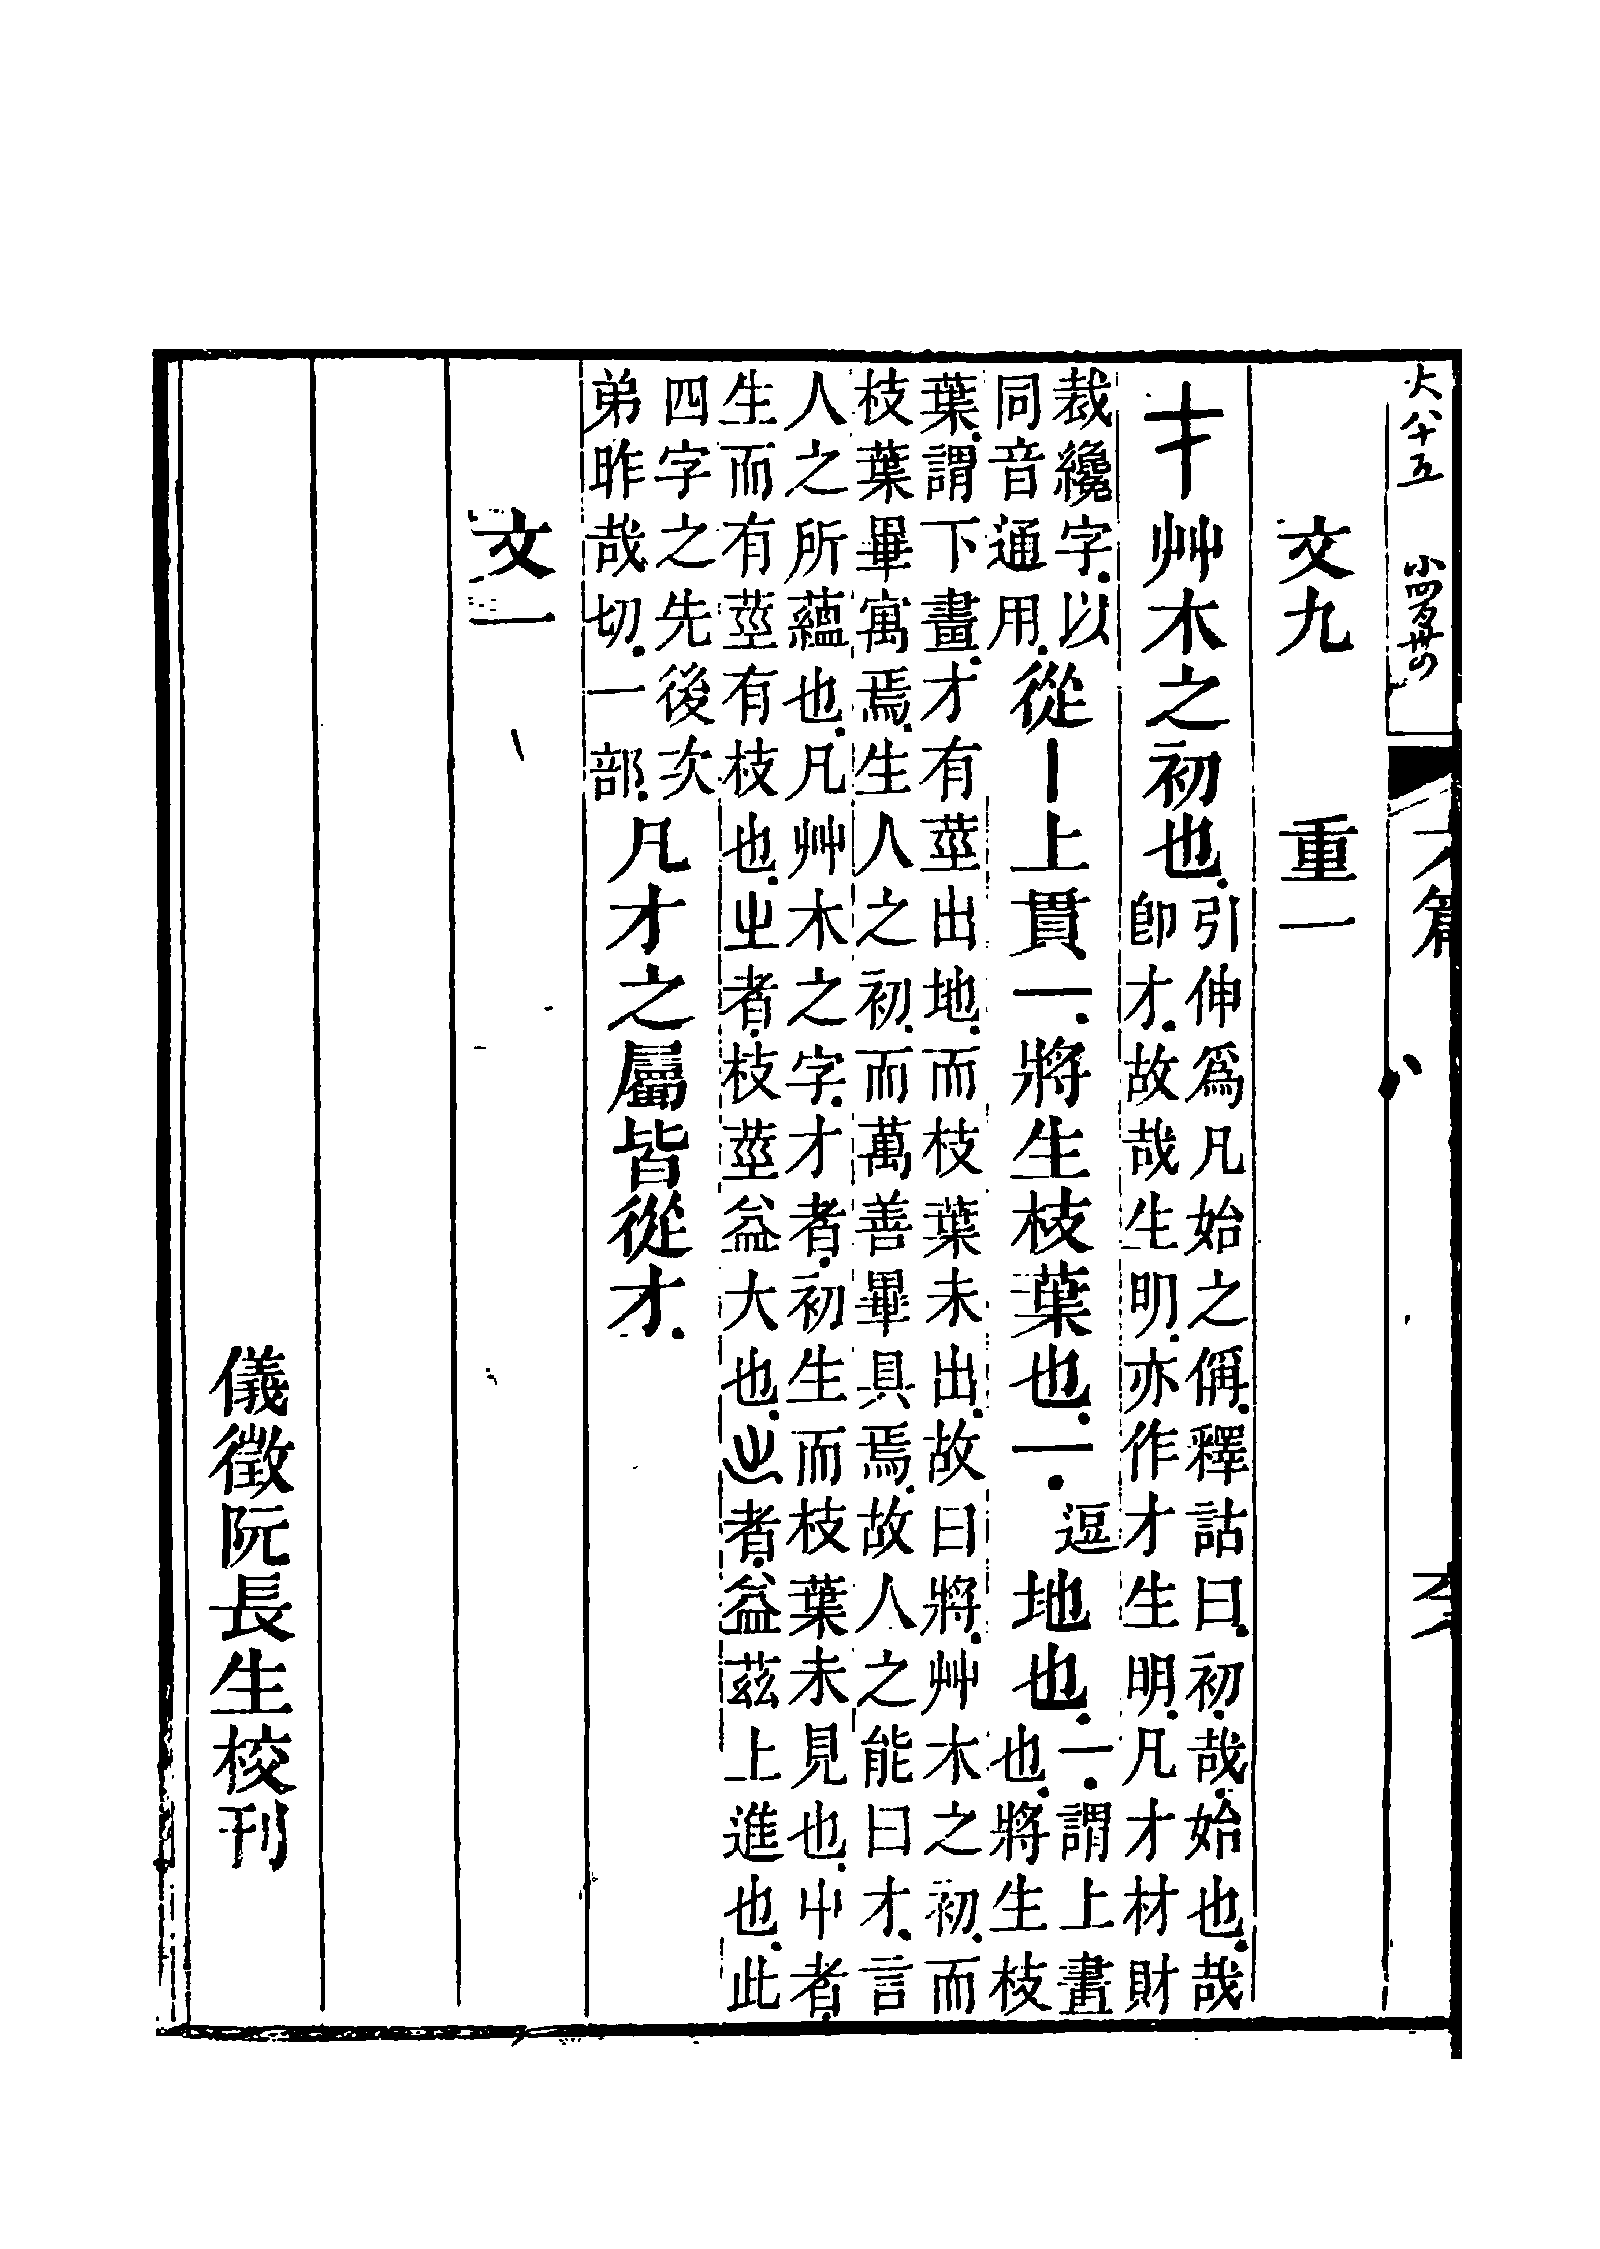 大八十五 小四百卅四
篇
文九 重一
才 艸木之初也.引伸爲凡始之偁.釋詁曰.初.哉.始也.哉
卽才.故哉生明.亦作才生明.凡才材財
裁纔字.以
同音通用.從丨上貫一.將生枝葉也.一.逗地也.一.謂上畫
也.將生枝
葉.謂下畫.才有莖出地.而枝葉未出.故曰將.艸木之初.而
枝葉畢寓焉.生人之初.而萬善畢具焉.故人之能曰才.言
人之所蘊也.凡艸木之字.才者.初生而枝葉未見也.屮者.
生而有莖有枝也.㞢者.枝莖益大也.出者.益茲上進也.此
四字之先後次
弟昨哉切.一部.凡才之屬皆從才.
文一
儀徵阮長生校刊